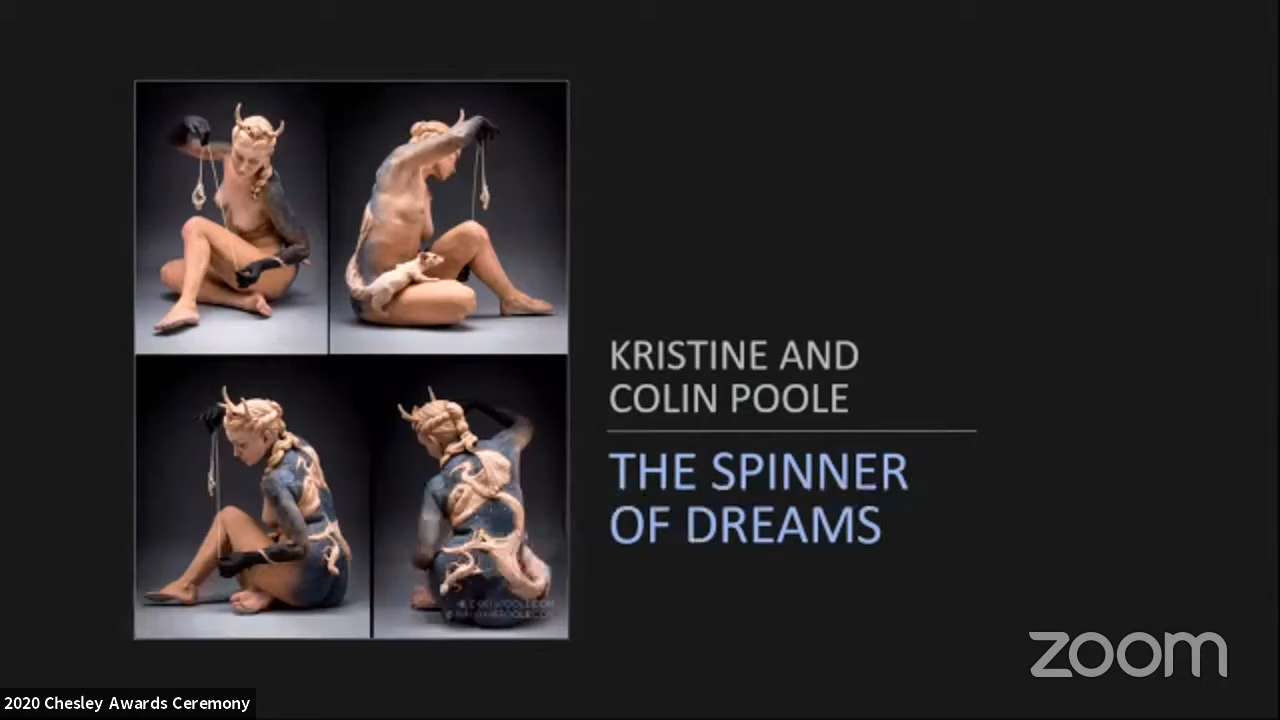 KRISTINE AND
COLIN POOLE
THE SPINNER
OF DREAMS
zoom
2020 Chesley Awards Ceremony